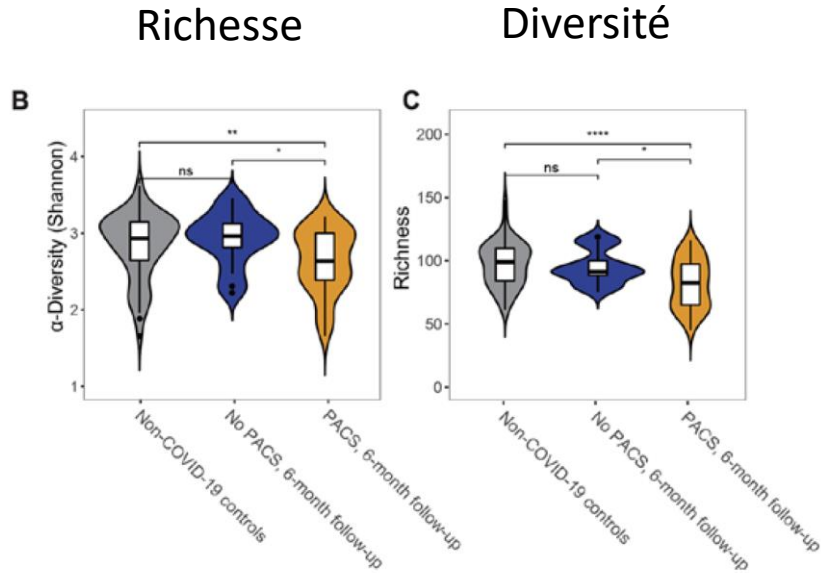 Richesse
Diversité
B
C
α-Diversity (Shannon)
4
3
2
1
**
*
ns
Non-COVID-19 controls
No PACS, 6-month follow-up
PACS, 6-month follow-up
Richness
200
150
100
50
0
****
*
ns
Non-COVID-19 controls
No PACS, 6-month follow-up
PACS, 6-month follow-up